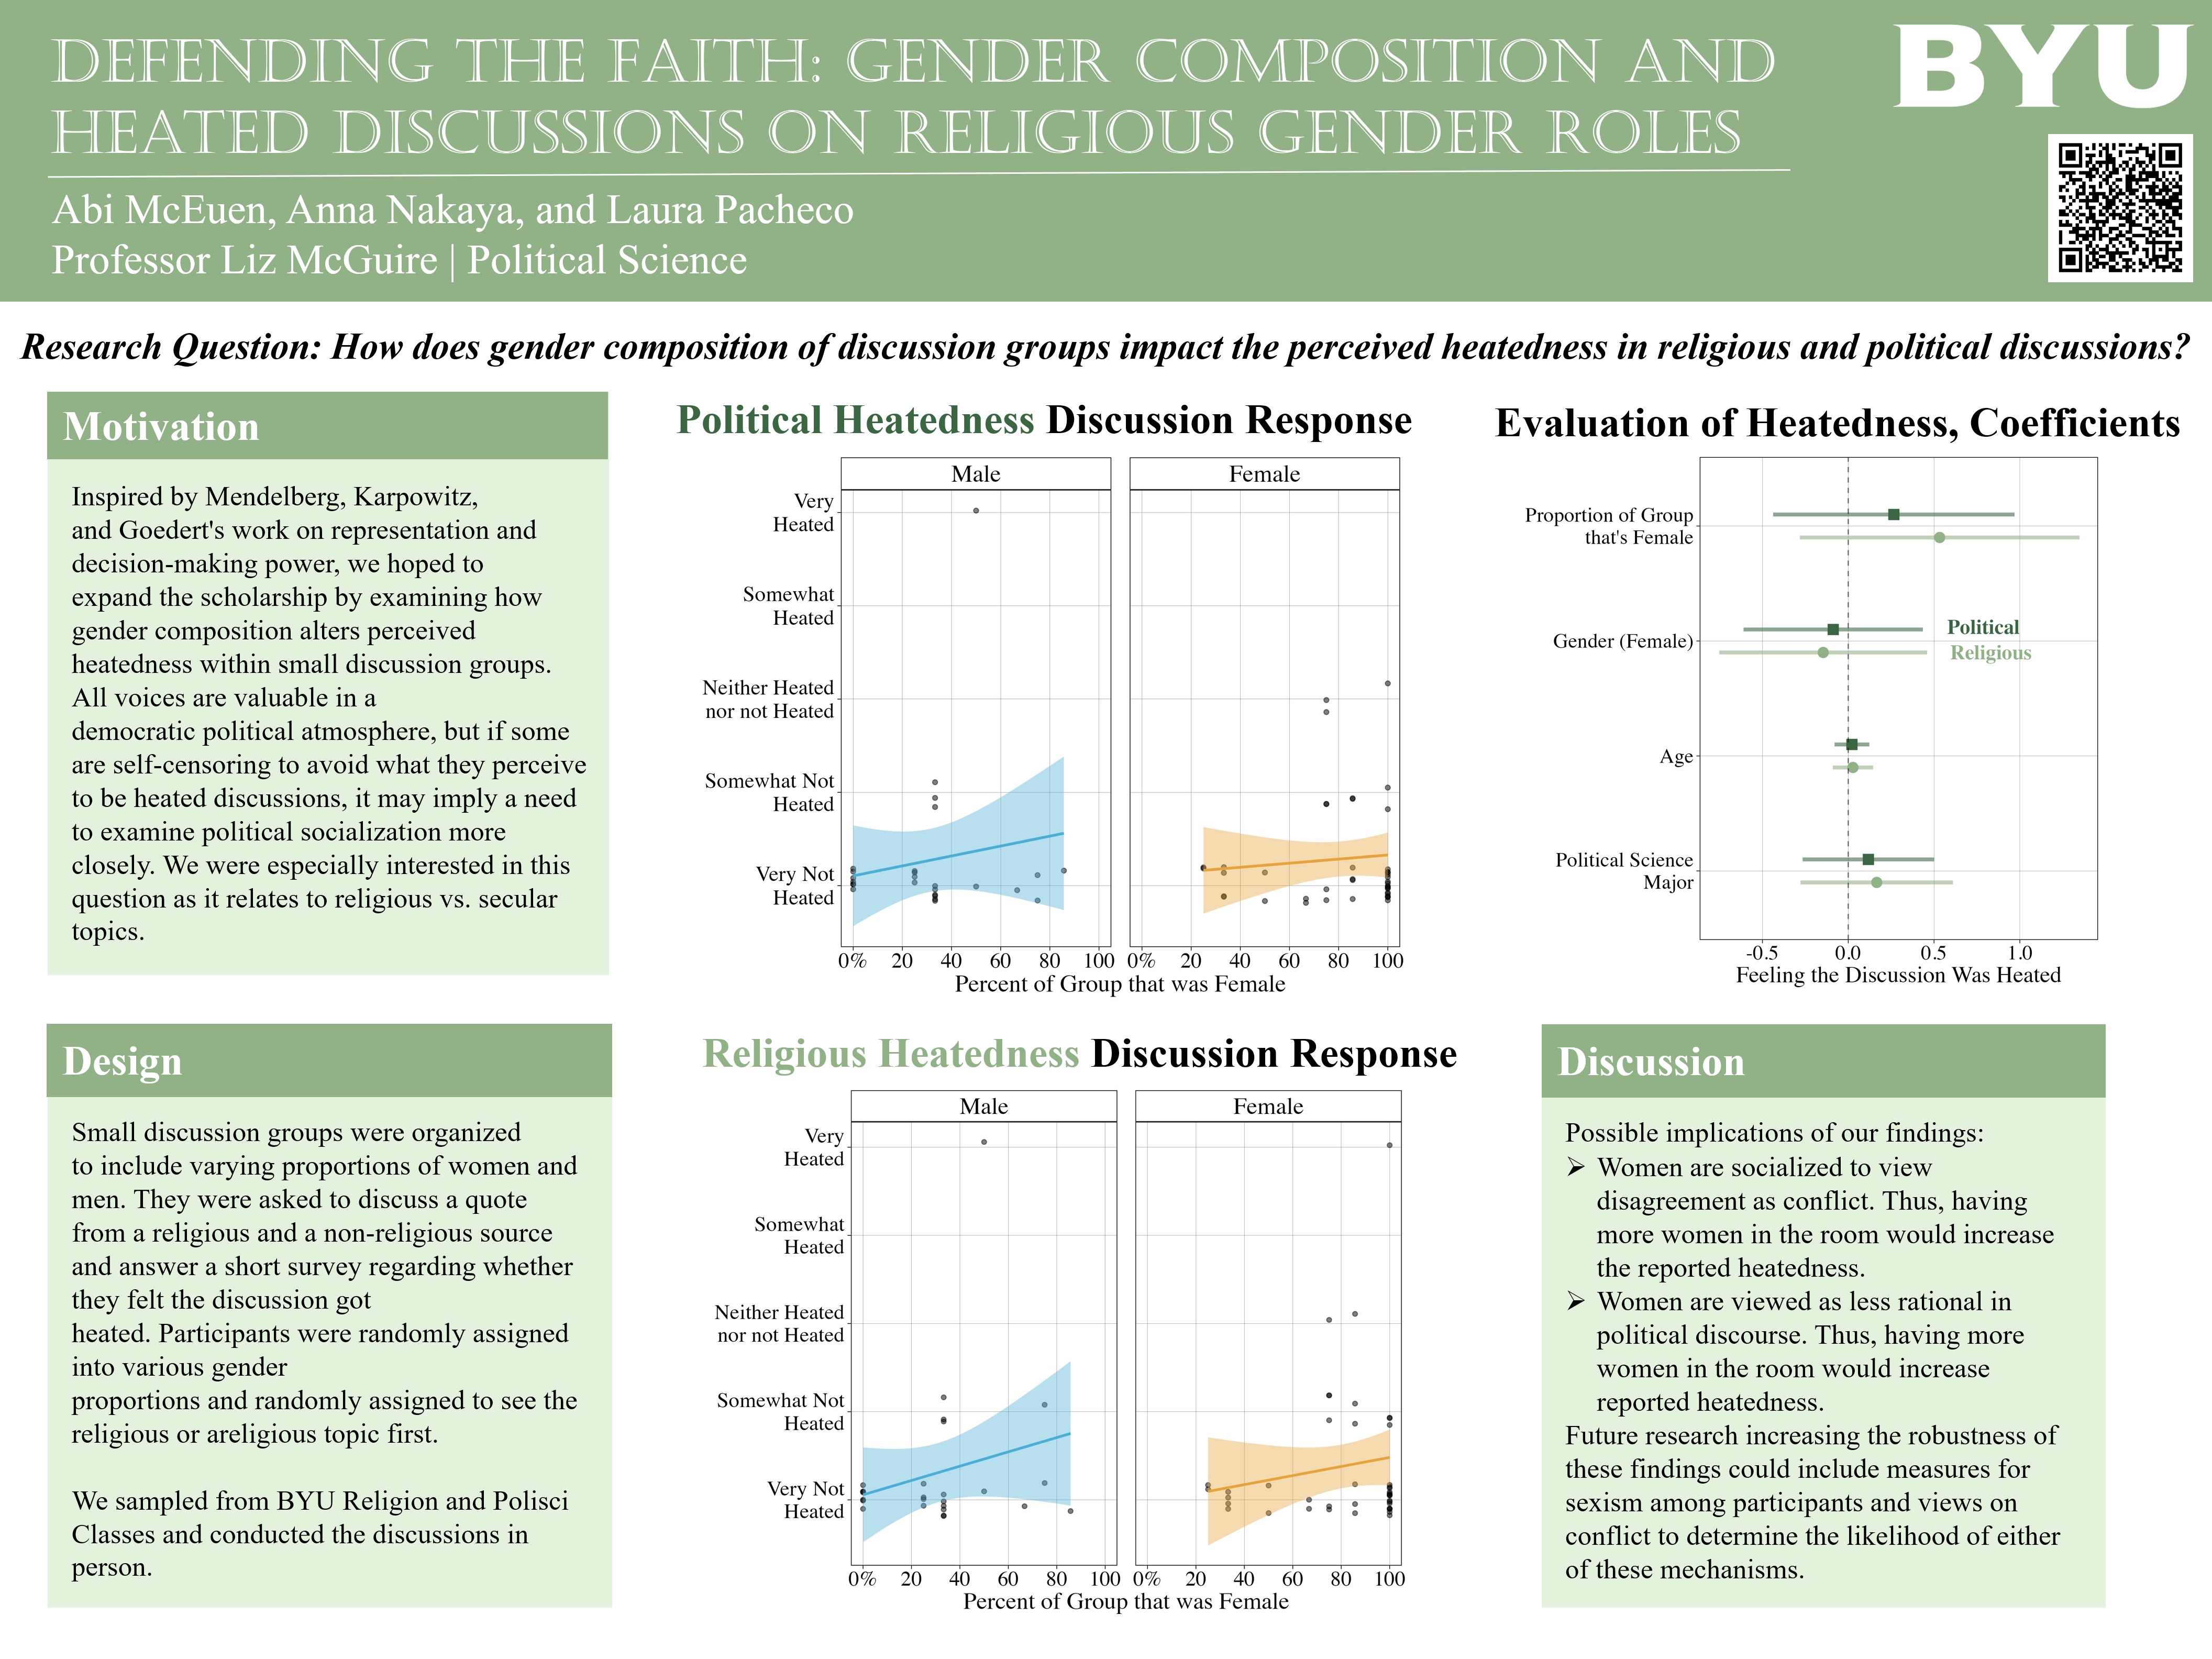 DEFENDING THE FAITH: GENDER COMPOSITION AND
HEATED DISCUSSIONS ON RELIGIOUS GENDER ROLES
BYU
Abi McEuen, Anna Nakaya, and Laura Pacheco
Professor Liz McGuire | Political Science
Research Question: How does gender composition of discussion groups impact the perceived heatedness in religious and political discussions?
Motivation
Inspired by Mendelberg, Karpowitz,
and Goedert's work on representation and
decision-making power, we hoped to
expand the scholarship by examining how
gender composition alters perceived
heatedness within small discussion groups.
All voices are valuable in a
democratic political atmosphere, but if some
are self-censoring to avoid what they perceive
to be heated discussions, it may imply a need
to examine political socialization more
closely. We were especially interested in this
question as it relates to religious vs. secular
topics.
Design
Small discussion groups were organized
to include varying proportions of women and
men. They were asked to discuss a quote
from a religious and a non-religious source
and answer a short survey regarding whether
they felt the discussion got
heated. Participants were randomly assigned
into various gender
proportions and randomly assigned to see the
religious or areligious topic first.
We sampled from BYU Religion and Polisci
Classes and conducted the discussions in
person.
Political Heatedness Discussion Response
Male
Female
Very
Heated
Somewhat
Heated
Neither Heated
nor not Heated
Somewhat Not
Heated
Very Not
Heated
0% 20 40 60 80 100
0% 20 40 60 80 100
Percent of Group that was Female
Religious Heatedness Discussion Response
Male
Female
Very
Heated
Somewhat
Heated
Neither Heated
nor not Heated
Somewhat Not
Heated
Very Not
Heated
0% 20 40 60 80 100
0% 20 40 60 80 100
Percent of Group that was Female
Evaluation of Heatedness, Coefficients
Proportion of Group
that's Female
Gender (Female)
Political
Religious
Age
Political Science
Major
-0.5 0.0 0.5 1.0
Feeling the Discussion Was Heated
Discussion
Possible implications of our findings:
➢ Women are socialized to view
disagreement as conflict. Thus, having
more women in the room would increase
the reported heatedness.
➢ Women are viewed as less rational in
political discourse. Thus, having more
women in the room would increase
reported heatedness.
Future research increasing the robustness of
these findings could include measures for
sexism among participants and views on
conflict to determine the likelihood of either
of these mechanisms.